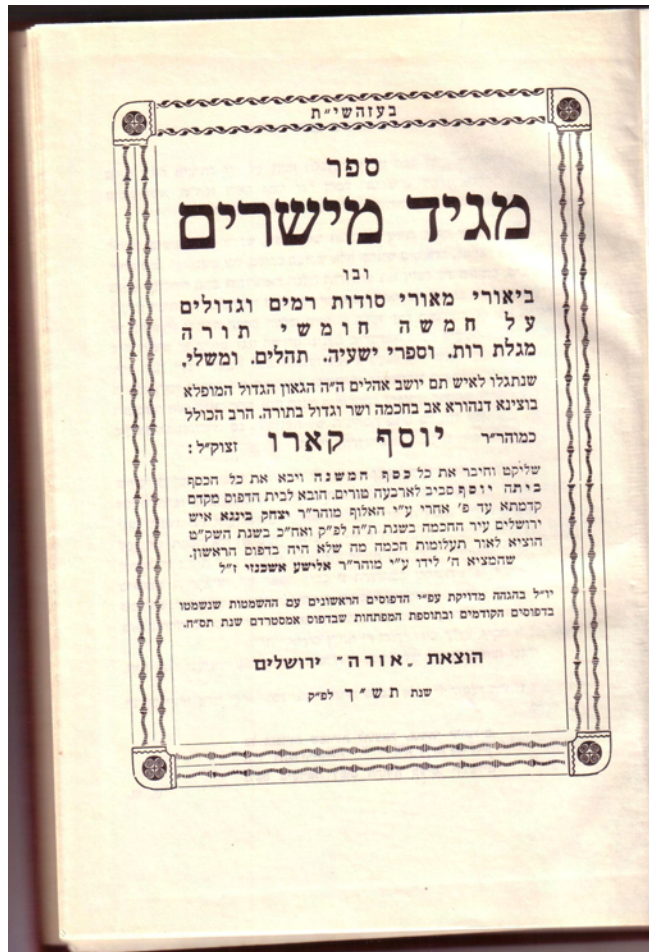 בעזהשי״ת
ספר
מגיד מישרים
ובו
ביאורי מאורי סודות רמים וגדולים
על חמשה חומשי תורה
מגלת רות. וספרי ישעיה. תהלים. ומשלי.
שנתגלו לאיש תם יושב אהלים ה״ה הגאון הגדול המופלא
בוצינא דנהורא אב בחכמה ושר וגדול בתורה. הרב הכולל
כמוהר״ר יוסף קארו זצוק״ל:
שליקט וחיבר את כל כסף המשנה ויבא את כל הכסף
ביתה יוסף סביב לארבעה טורים. הובא לבית הדפוס מקדם
קדמתא עד פ׳ אחרי ע״י האלוף מוהר״ר יצחק בינגא איש
ירושלים עיר החכמה בשנת ת״ה לפ״ק ואח״כ בשנת השק״ט
הוציא לאור תעלומות חכמה מה שלא היה בדפוס הראשון.
שהמציא ה׳ לידו ע״י מוהר״ר אלישע אשכנזי ז״ל
יו״ל בהגהה מדויקת עפ״י הדפוסים הראשונים עם ההשמטות שנשמטו
בדפוסים הקודמים ובתוספת המפתחות שבדפוס אמסטרדם שנת תס״ח.
הוצאת „אורה״ ירושלים
שנת תש״ך לפ״ק